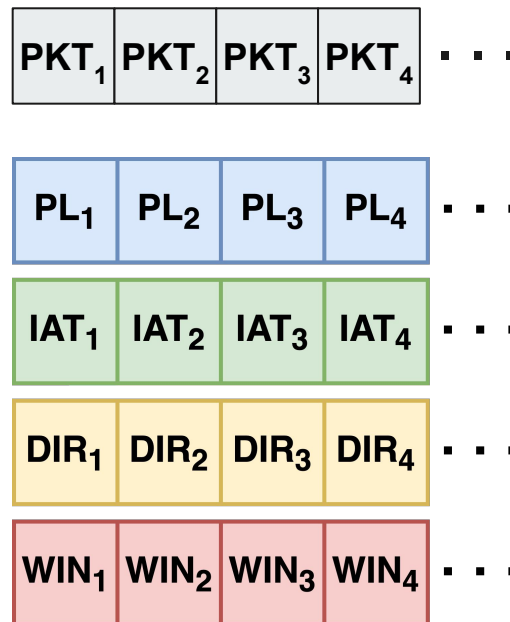 PKT₁ PKT₂ PKT₃ PKT₄ . . .
PL₁ PL₂ PL₃ PL₄ . . .
IAT₁ IAT₂ IAT₃ IAT₄ . . .
DIR₁ DIR₂ DIR₃ DIR₄ . . .
WIN₁ WIN₂ WIN₃ WIN₄ . . .